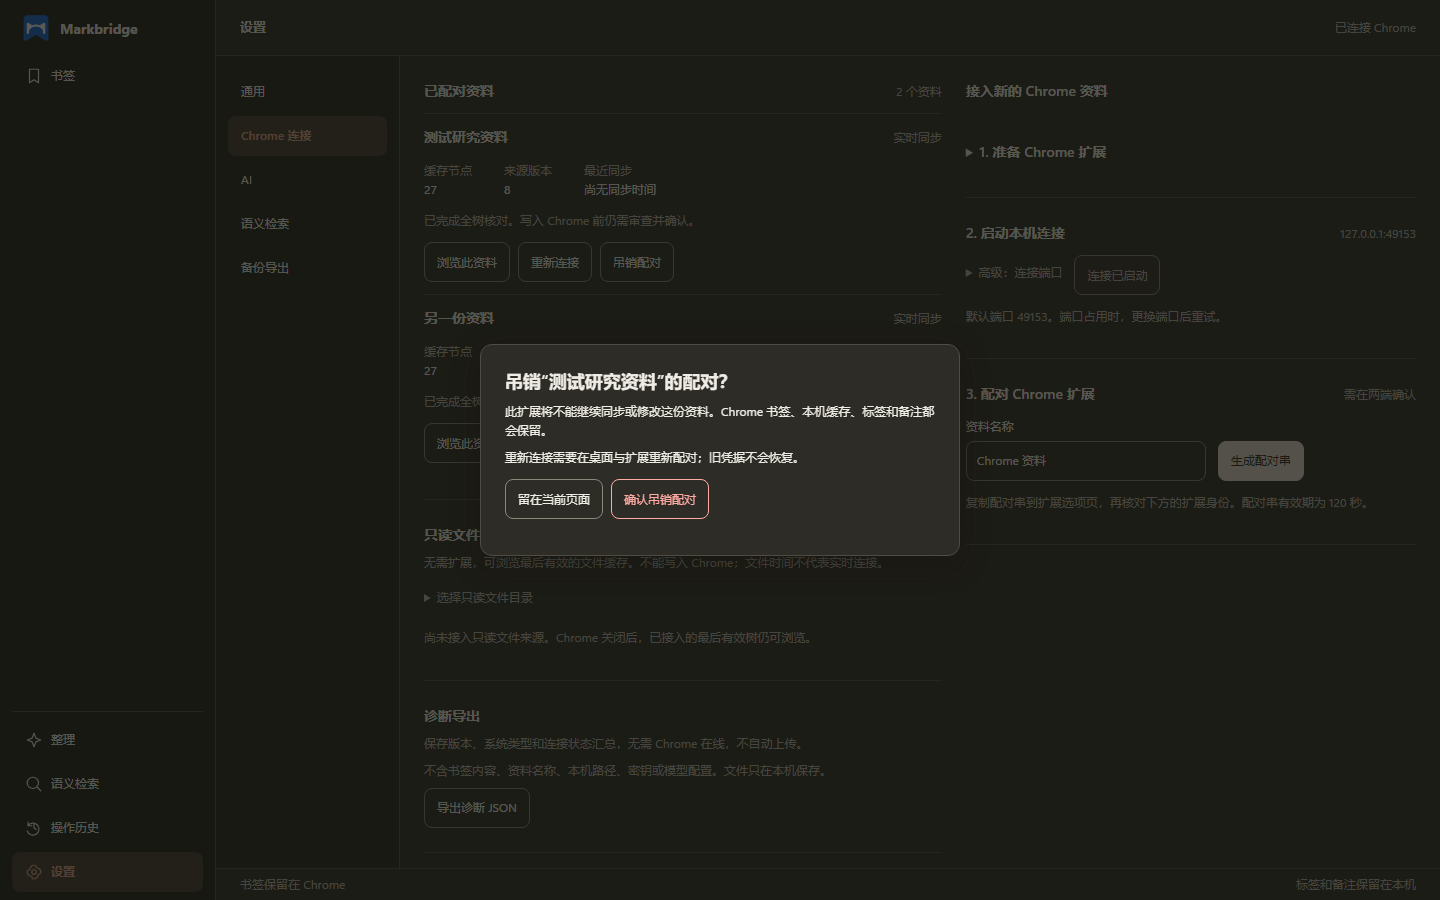 Markbridge
书签
整理
语义检索
操作历史
设置
设置
已连接 Chrome
通用
Chrome 连接
AI
语义检索
备份导出
已配对资料
2 个资料
测试研究资料
实时同步
缓存节点
来源版本
最近同步
27
8
尚无同步时间
已完成全树核对。写入 Chrome 前仍需审查并确认。
浏览此资料
重新连接
吊销配对
另一份资料
实时同步
缓存节点
27
已完成全
浏览此
只读文件
无需扩展，可浏览最后有效的文件缓存。不能写入 Chrome；文件时间不代表实时连接。
▶ 选择只读文件目录
尚未接入只读文件来源。Chrome 关闭后，已接入的最后有效树仍可浏览。
诊断导出
保存版本、系统类型和连接状态汇总，无需 Chrome 在线，不自动上传。
不含书签内容、资料名称、本机路径、密钥或模型配置。文件只在本机保存。
导出诊断 JSON
接入新的 Chrome 资料
▶ 1. 准备 Chrome 扩展
2. 启动本机连接
127.0.0.1:49153
▶ 高级：连接端口
连接已启动
默认端口 49153。端口占用时，更换端口后重试。
3. 配对 Chrome 扩展
需在两端确认
资料名称
Chrome 资料
生成配对串
复制配对串到扩展选项页，再核对下方的扩展身份。配对串有效期为 120 秒。
吊销“测试研究资料”的配对？
此扩展将不能继续同步或修改这份资料。Chrome 书签、本机缓存、标签和备注都
会保留。
重新连接需要在桌面与扩展重新配对；旧凭据不会恢复。
留在当前页面
确认吊销配对
书签保留在 Chrome
标签和备注保留在本机